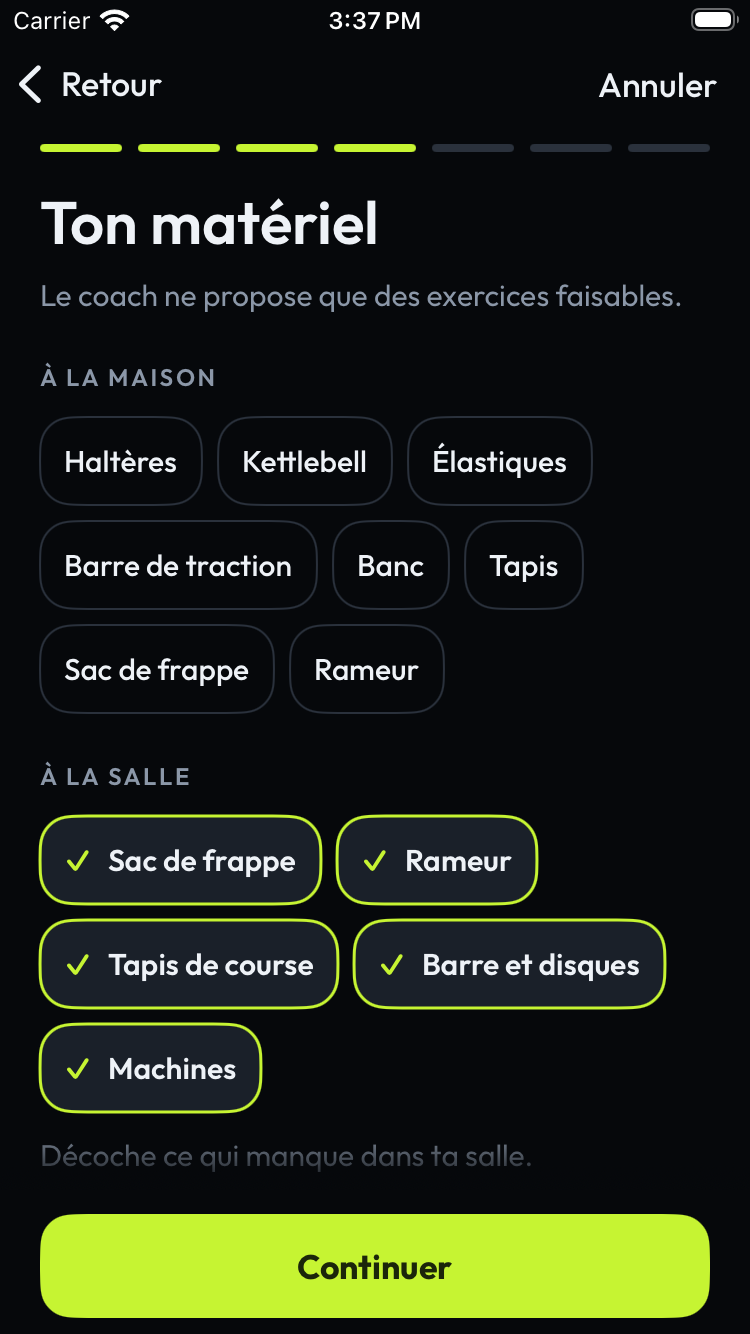 Carrier 3:37 PM
Retour Annuler
Ton matériel
Le coach ne propose que des exercices faisables.
À LA MAISON
Haltères Kettlebell Élastiques
Barre de traction Banc Tapis
Sac de frappe Rameur
À LA SALLE
Sac de frappe Rameur
Tapis de course Barre et disques
Machines
Décoche ce qui manque dans ta salle.
Continuer